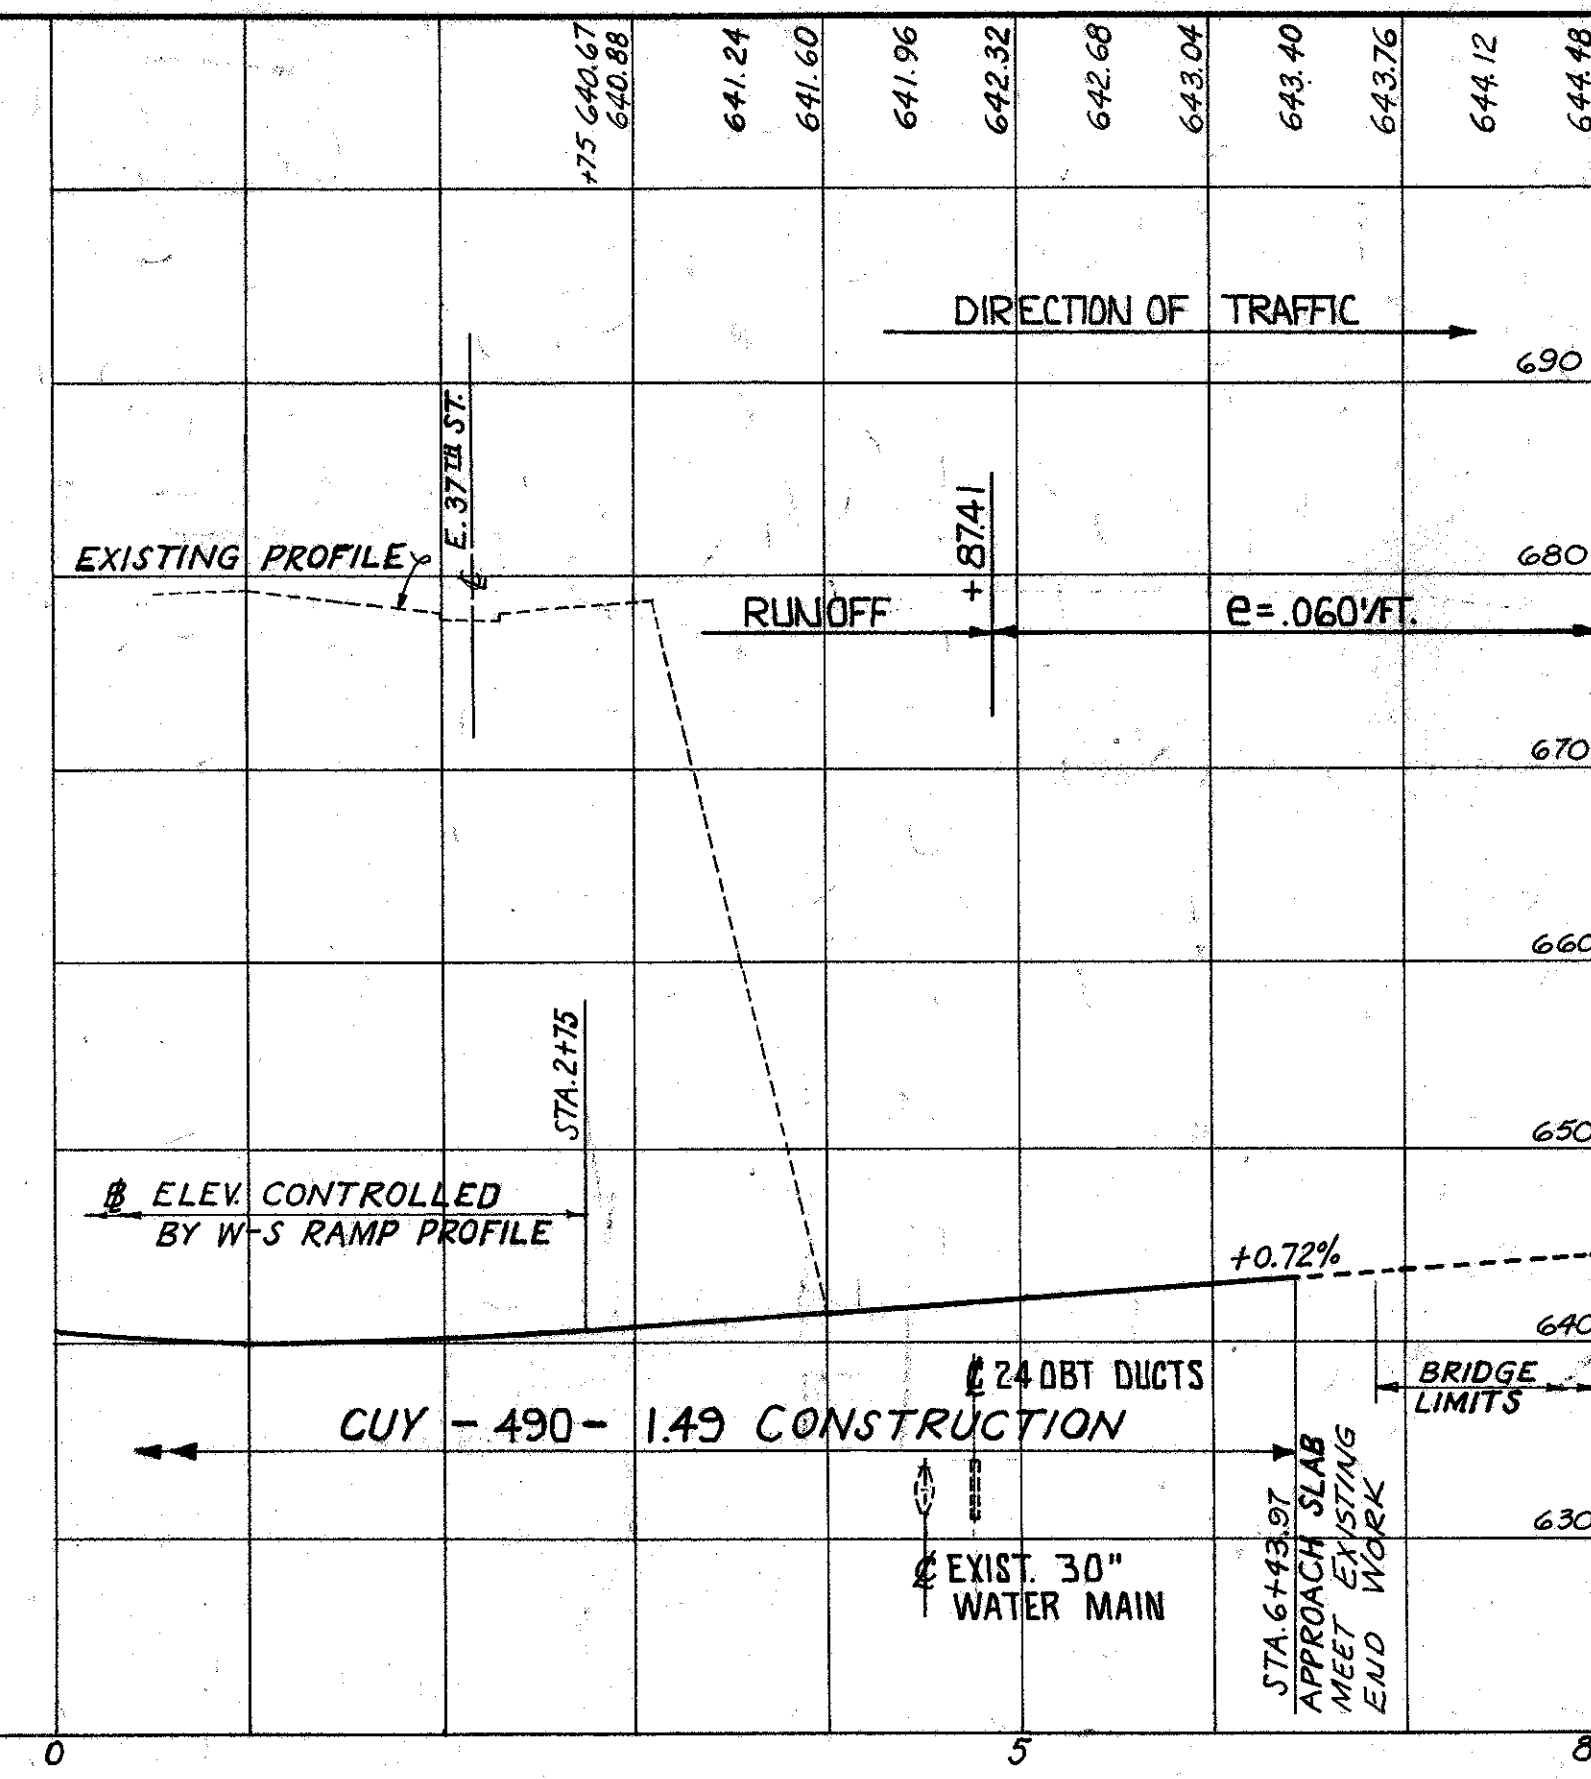 +75 640.67
640.88
641.24
641.60
641.96
642.32
642.68
643.04
643.40
643.76
644.12
644.48
DIRECTION OF TRAFFIC
690
℄ E. 37TH ST.
EXISTING PROFILE
+87.41
680
RUNOFF
e=.060'/FT.
670
660
STA. 2+75
650
ELEV. CONTROLLED
BY W-S RAMP PROFILE
+0.72%
640
℄ 24 OBT DUCTS
BRIDGE
LIMITS
CUY - 490 - 1.49 CONSTRUCTION
630
℄ EXIST. 30"
WATER MAIN
STA. 6+43.97
APPROACH SLAB
MEET EXISTING
END WORK
0
5
8